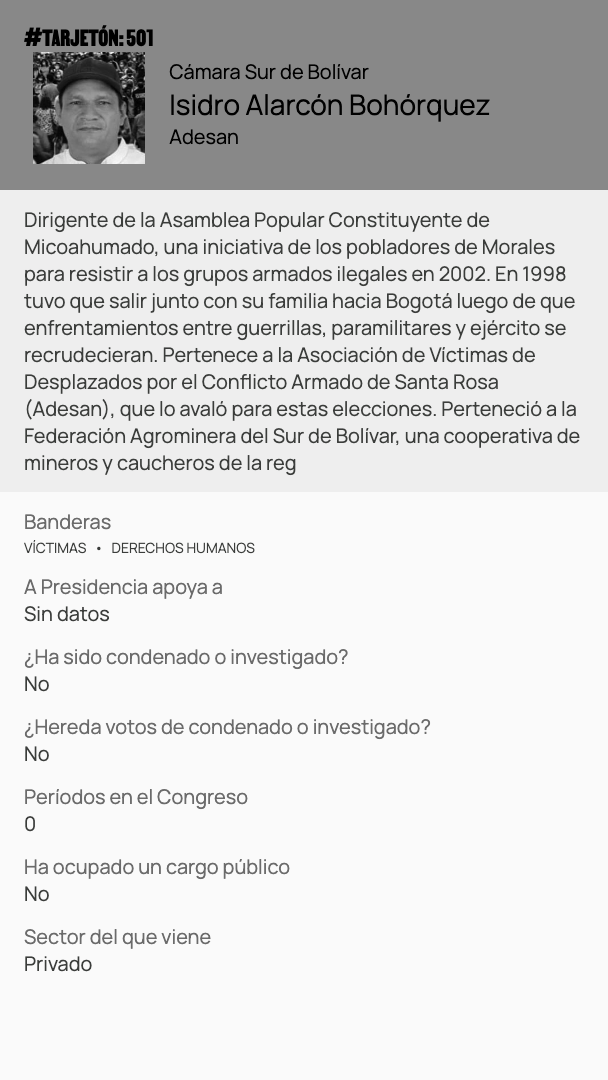 #TARJETÓN: 501
Cámara Sur de Bolívar
Isidro Alarcón Bohórquez
Adesan
Dirigente de la Asamblea Popular Constituyente de
Micoahumado, una iniciativa de los pobladores de Morales
para resistir a los grupos armados ilegales en 2002. En 1998
tuvo que salir junto con su familia hacia Bogotá luego de que
enfrentamientos entre guerrillas, paramilitares y ejército se
recrudecieran. Pertenece a la Asociación de Víctimas de
Desplazados por el Conflicto Armado de Santa Rosa
(Adesan), que lo avaló para estas elecciones. Perteneció a la
Federación Agrominera del Sur de Bolívar, una cooperativa de
mineros y caucheros de la reg
Banderas
VÍCTIMAS • DERECHOS HUMANOS
A Presidencia apoya a
Sin datos
¿Ha sido condenado o investigado?
No
¿Hereda votos de condenado o investigado?
No
Períodos en el Congreso
0
Ha ocupado un cargo público
No
Sector del que viene
Privado